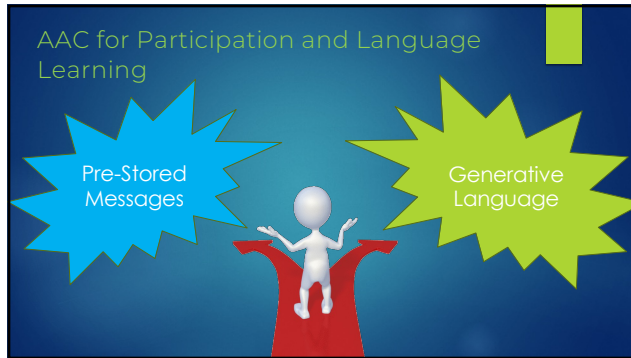 AAC for Participation and Language
Learning
Pre-Stored
Messages
Generative
Language